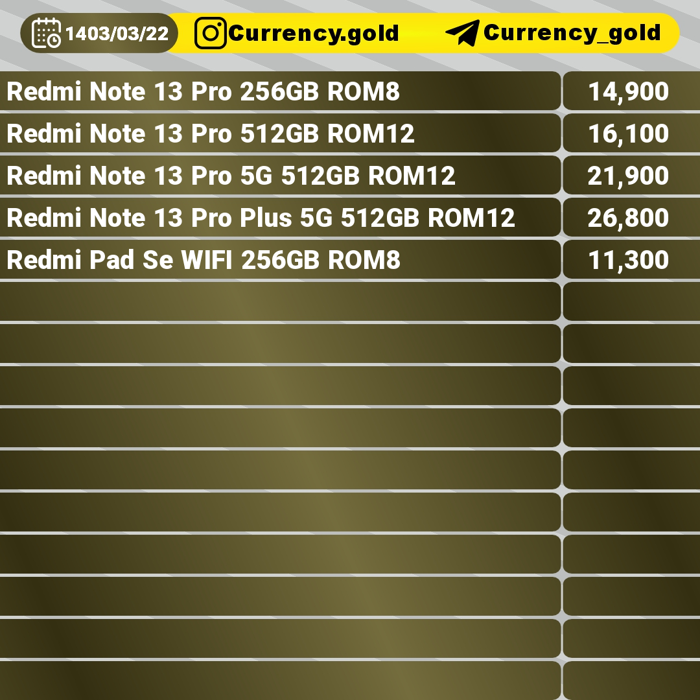 1403/03/22 Currency.gold Currency_gold
Redmi Note 13 Pro 256GB ROM8 14,900
Redmi Note 13 Pro 512GB ROM12 16,100
Redmi Note 13 Pro 5G 512GB ROM12 21,900
Redmi Note 13 Pro Plus 5G 512GB ROM12 26,800
Redmi Pad Se WIFI 256GB ROM8 11,300